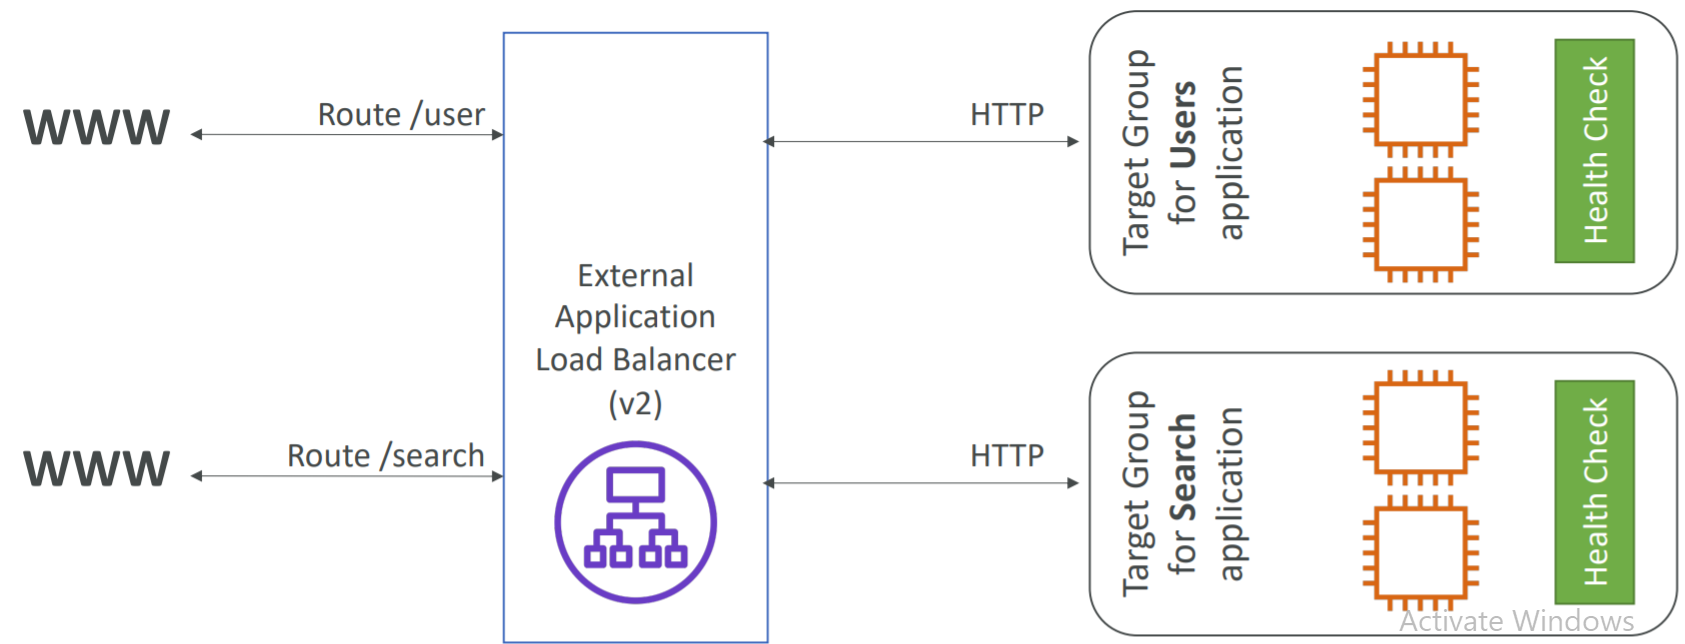 WWW
Route /user
External
Application
Load Balancer
(v2)
HTTP
Target Group
for Users
application
Health Check
WWW
Route /search
HTTP
Target Group
for Search
application
Health Check
Activate Windows